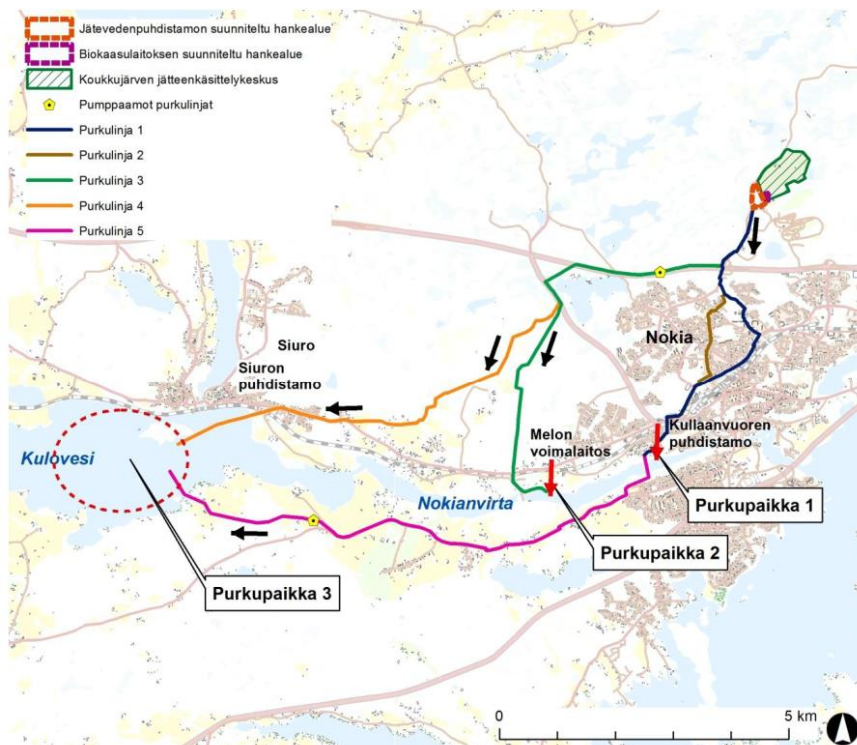 Jätevedenpuhdistamon suunniteltu hankealue
Biokaasulaitoksen suunniteltu hankealue
Koukkujärven jätteenkäsittelykeskus
Pumppaamot purkulinjat
Purkulinja 1
Purkulinja 2
Purkulinja 3
Purkulinja 4
Purkulinja 5
Nokia
Siuro
Siuron
puhdistamo
Kulovesi
Melon
voimalaitos
Kullaanvuoren
puhdistamo
Nokianvirta
Purkupaikka 1
Purkupaikka 2
Purkupaikka 3
0
5 km